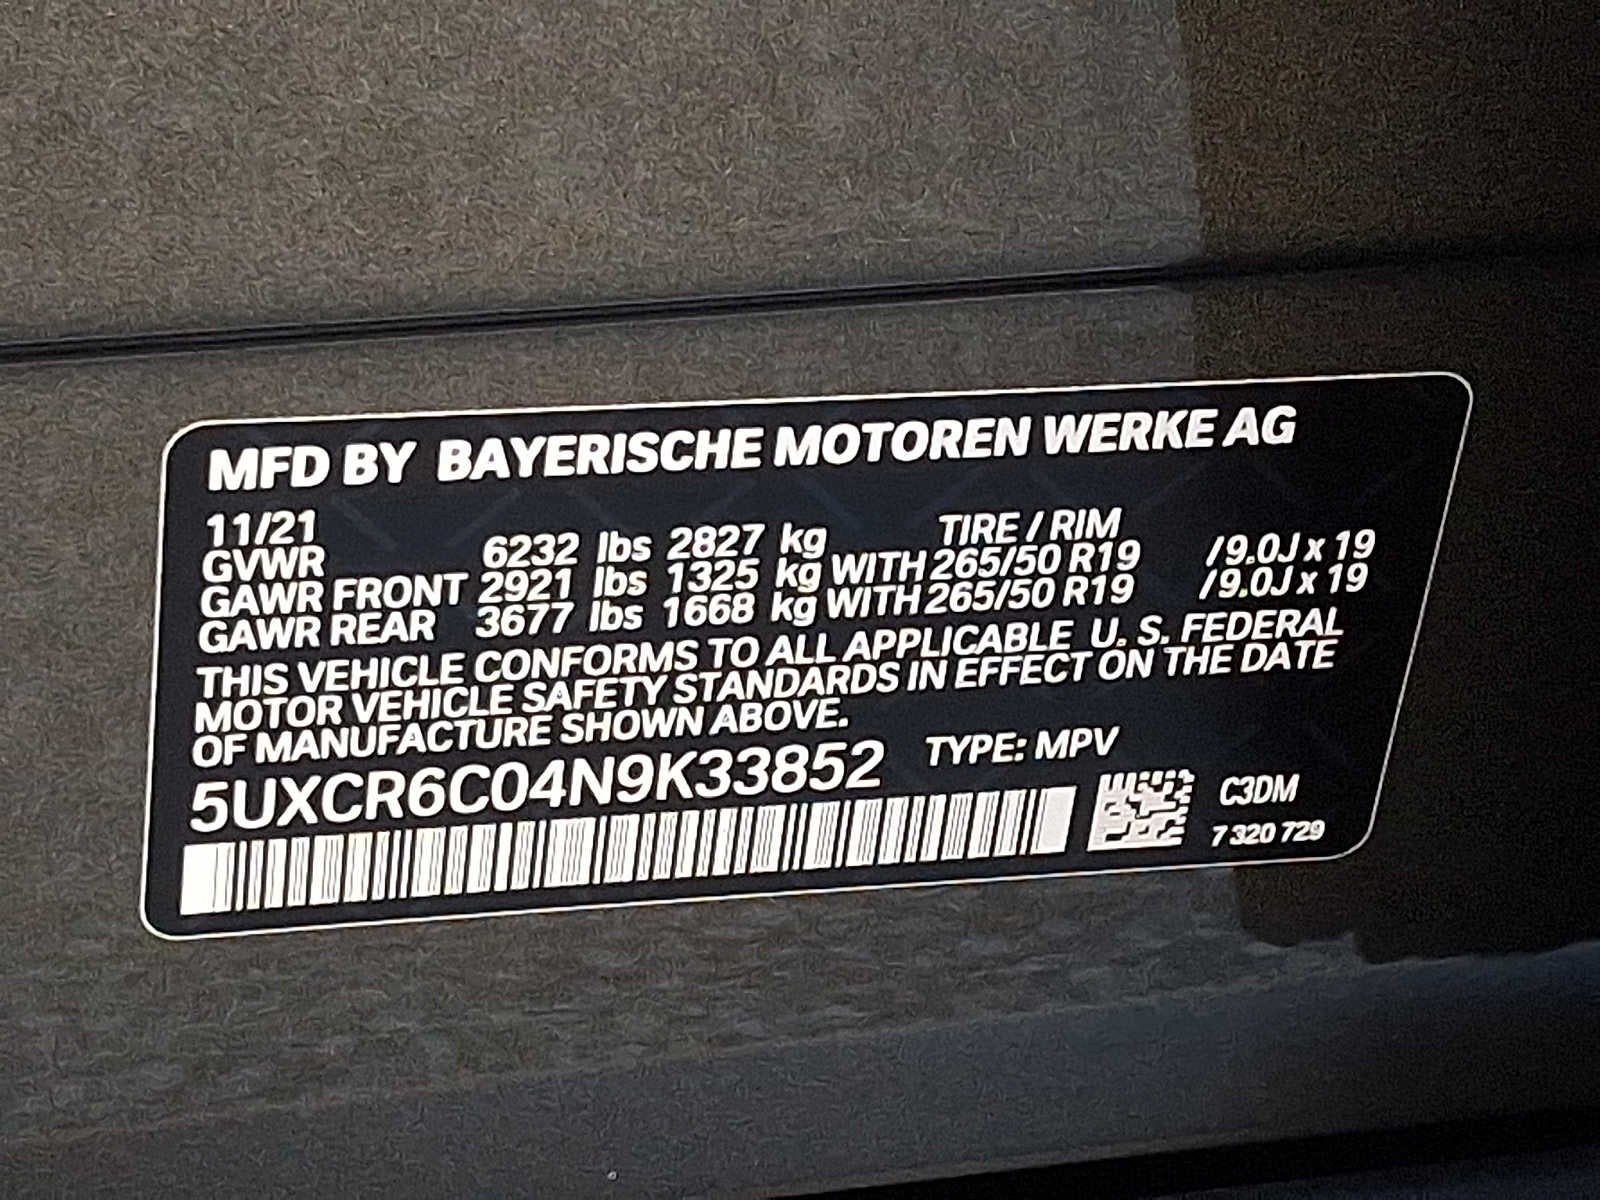 MFD BY BAYERISCHE MOTOREN WERKE AG
11/21 TIRE / RIM
GVWR 6232 lbs 2827 kg
GAWR FRONT 2921 lbs 1325 kg WITH 265/50 R19 /9.0J x 19
GAWR REAR 3677 lbs 1668 kg WITH 265/50 R19 /9.0J x 19
THIS VEHICLE CONFORMS TO ALL APPLICABLE U. S. FEDERAL
MOTOR VEHICLE SAFETY STANDARDS IN EFFECT ON THE DATE
OF MANUFACTURE SHOWN ABOVE.
5UXCR6C04N9K33852 TYPE: MPV
C3DM
7 320 729